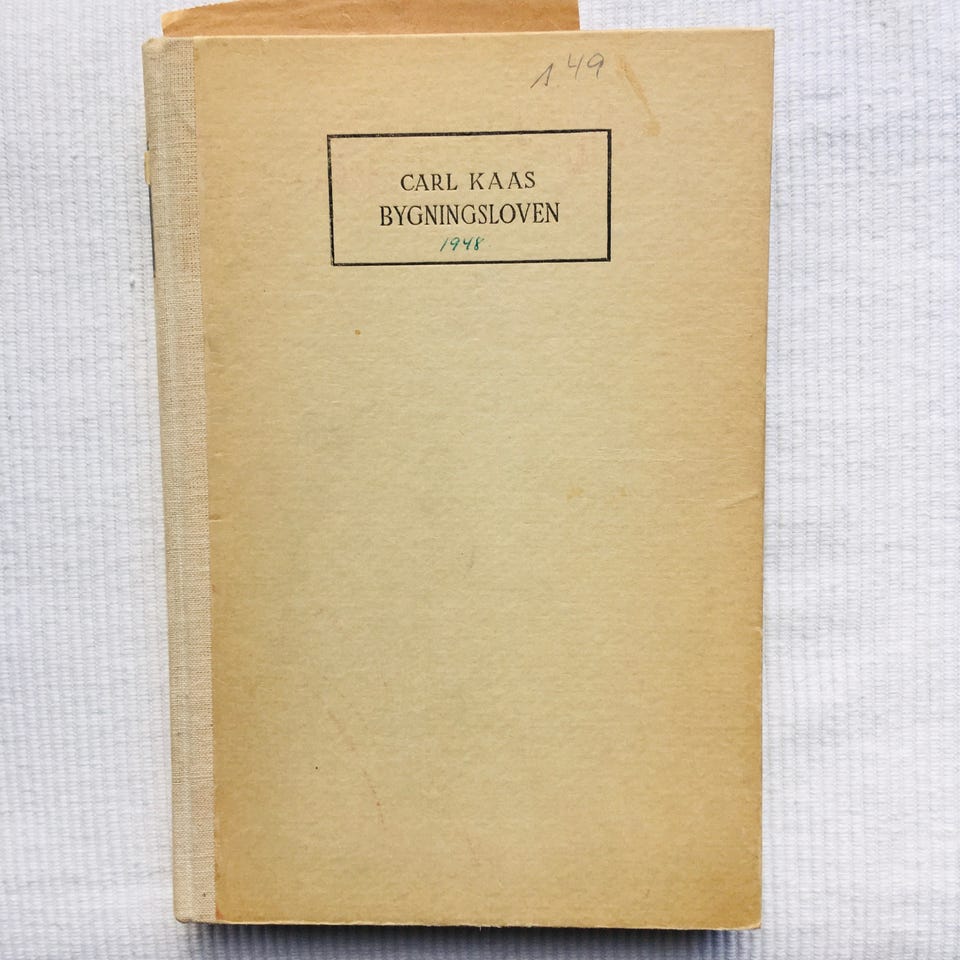 1 49
CARL KAAS
BYGNINGSLOVEN
1948